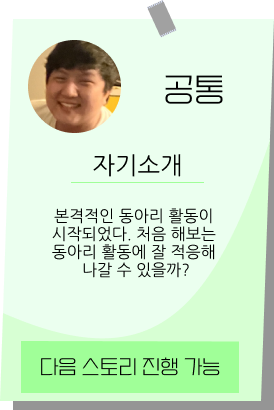 공통
자기소개
본격적인 동아리 활동이
시작되었다. 처음 해보는
동아리 활동에 잘 적응해
나갈 수 있을까?
다음 스토리 진행 가능